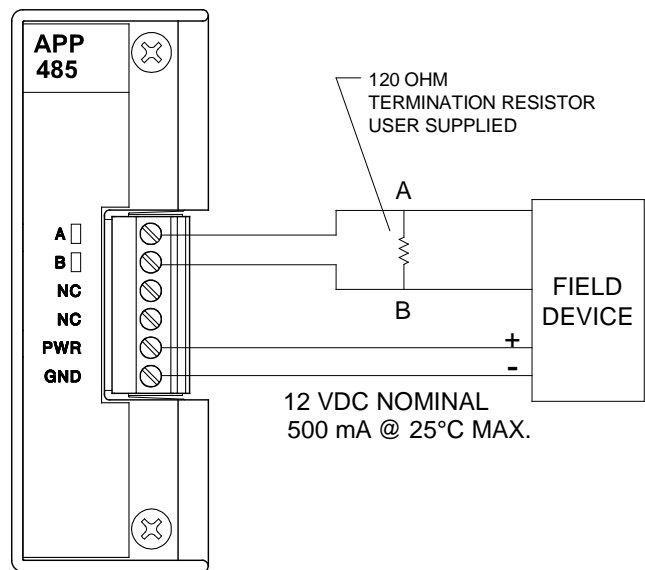 APP
485
120 OHM
TERMINATION RESISTOR
USER SUPPLIED
A
A
B
NC
NC
PWR
GND
B
+
-
FIELD
DEVICE
12 VDC NOMINAL
500 mA @ 25°C MAX.